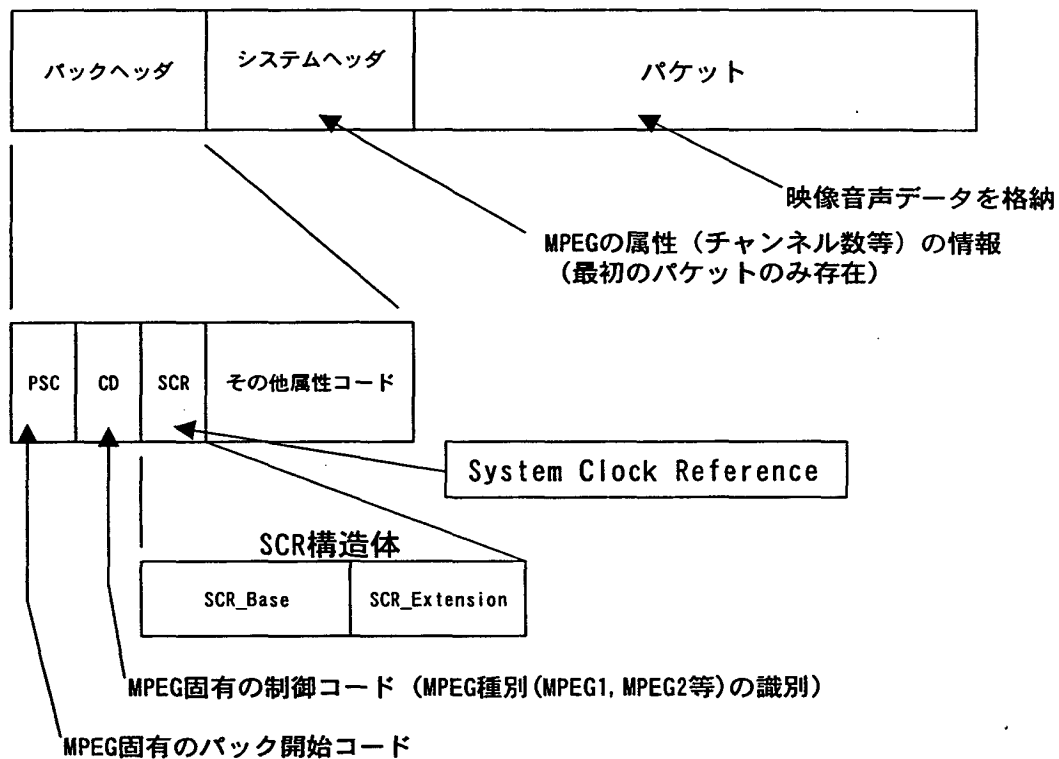 パックヘッダ
システムヘッダ
パケット
映像音声データを格納
MPEGの属性（チャンネル数等）の情報
（最初のパケットのみ存在）
PSC
CD
SCR
その他属性コード
System Clock Reference
SCR構造体
SCR_Base
SCR_Extension
MPEG固有の制御コード（MPEG種別(MPEG1, MPEG2等)の識別）
MPEG固有のパック開始コード